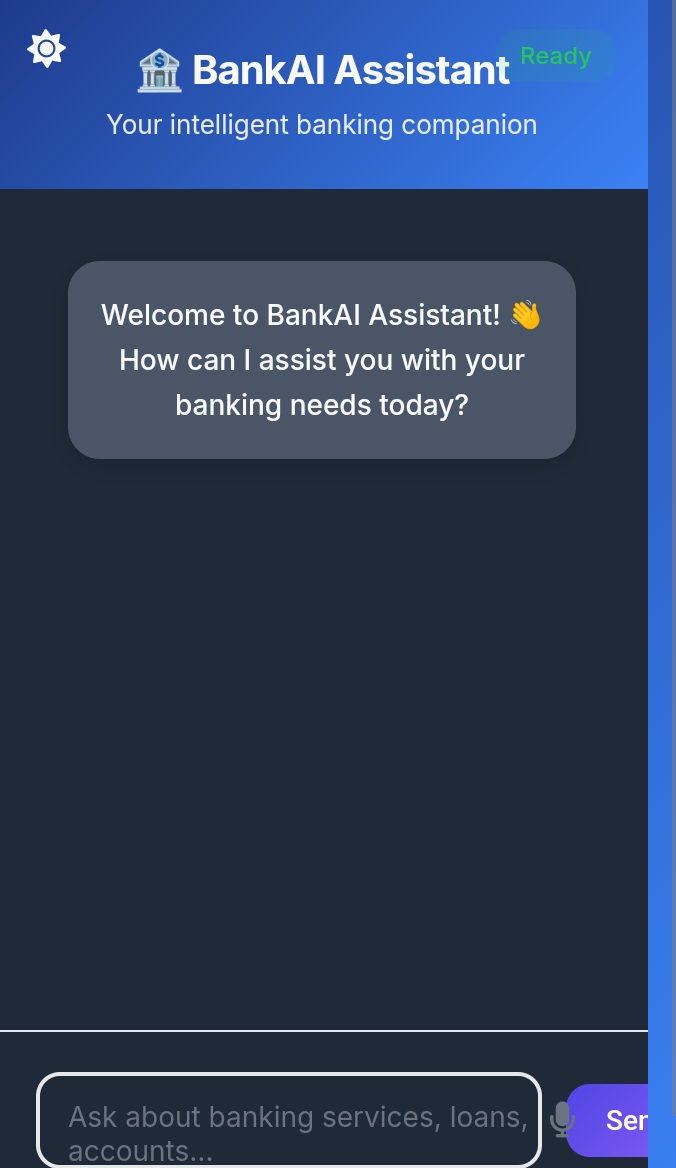 BankAI Assistant
Ready
Your intelligent banking companion
Welcome to BankAI Assistant! 👋
How can I assist you with your
banking needs today?
Ask about banking services, loans,
accounts...
Sen